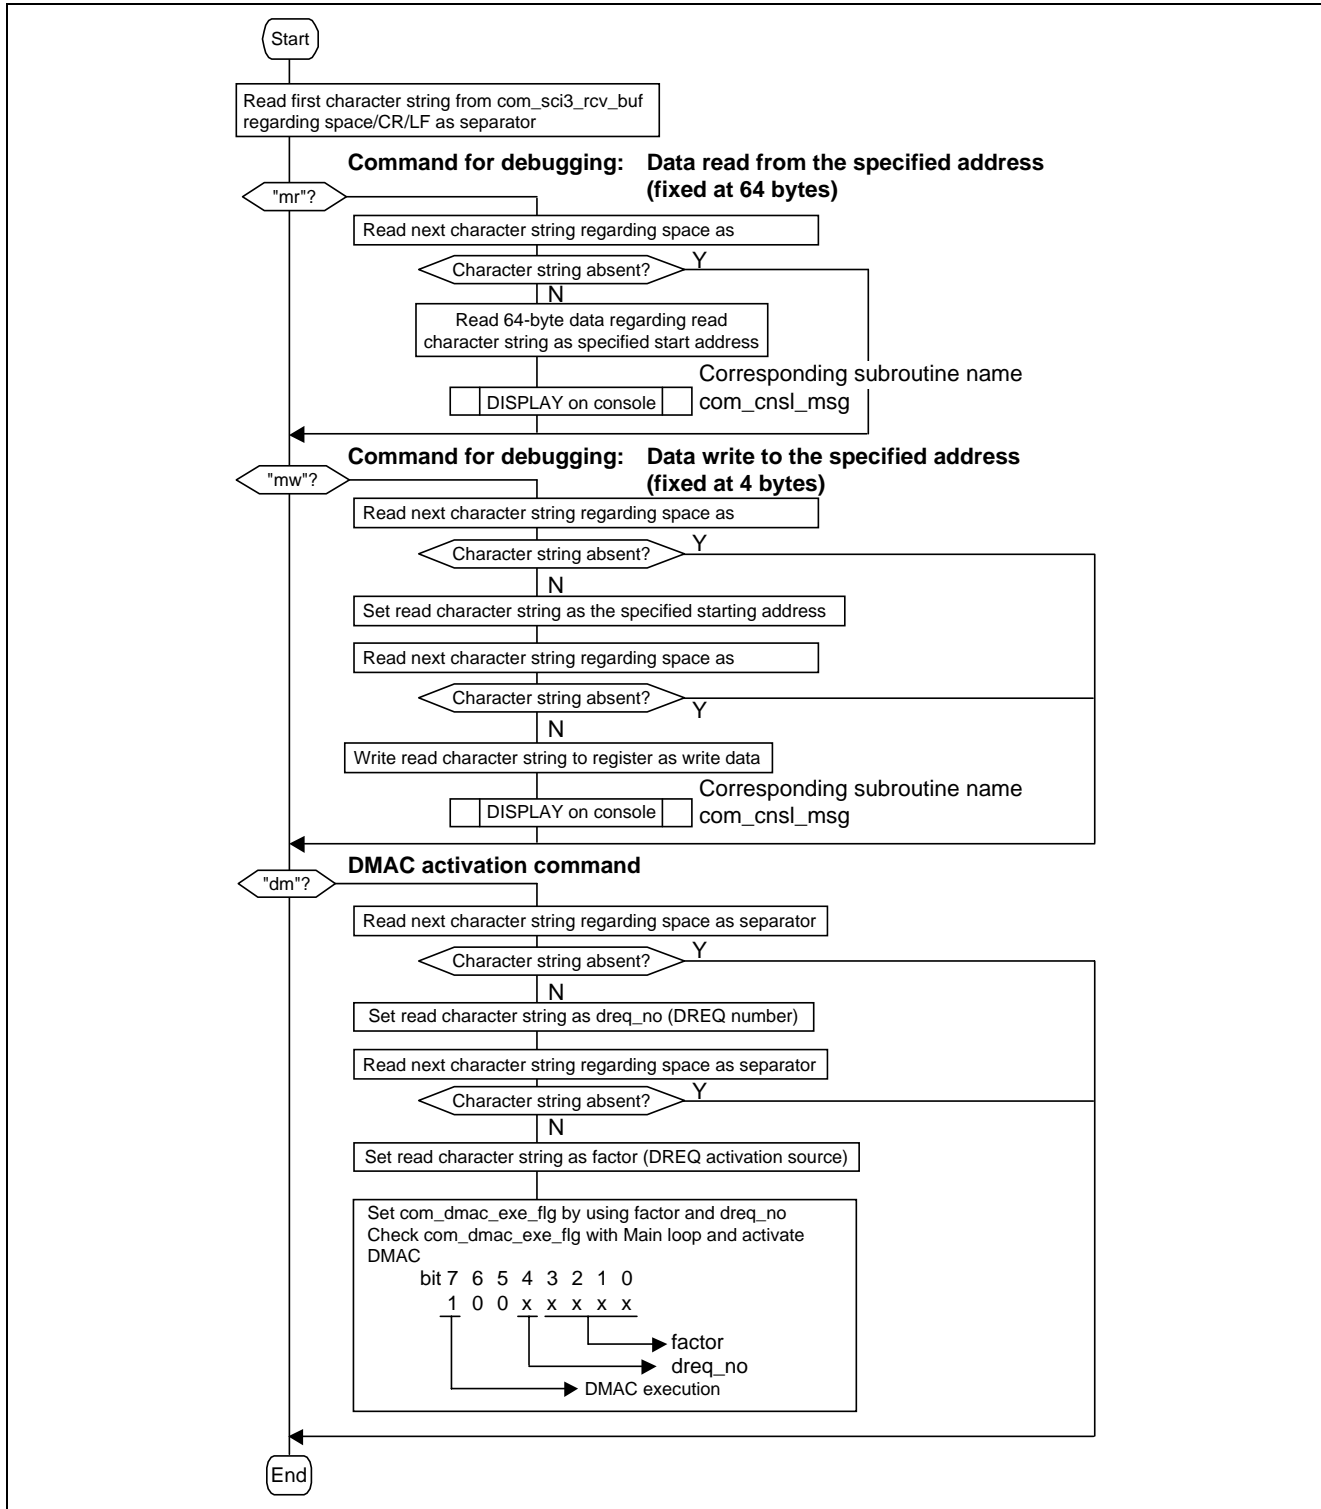 Start
Read first character string from com_sci3_rcv_buf
regarding space/CR/LF as separator
Command for debugging: Data read from the specified address
(fixed at 64 bytes)
"mr"?
Read next character string regarding space as
Character string absent?
Y
N
Read 64-byte data regarding read
character string as specified start address
Corresponding subroutine name
DISPLAY on console
com_cnsl_msg
Command for debugging: Data write to the specified address
(fixed at 4 bytes)
"mw"?
Read next character string regarding space as
Character string absent?
Y
N
Set read character string as the specified starting address
Read next character string regarding space as
Character string absent?
Y
N
Write read character string to register as write data
Corresponding subroutine name
DISPLAY on console
com_cnsl_msg
DMAC activation command
"dm"?
Read next character string regarding space as separator
Character string absent?
Y
N
Set read character string as dreq_no (DREQ number)
Read next character string regarding space as separator
Character string absent?
Y
N
Set read character string as factor (DREQ activation source)
Set com_dmac_exe_flg by using factor and dreq_no
Check com_dmac_exe_flg with Main loop and activate
DMAC
bit 7 6 5 4 3 2 1 0
1 0 0 x x x x x
factor
dreq_no
DMAC execution
End